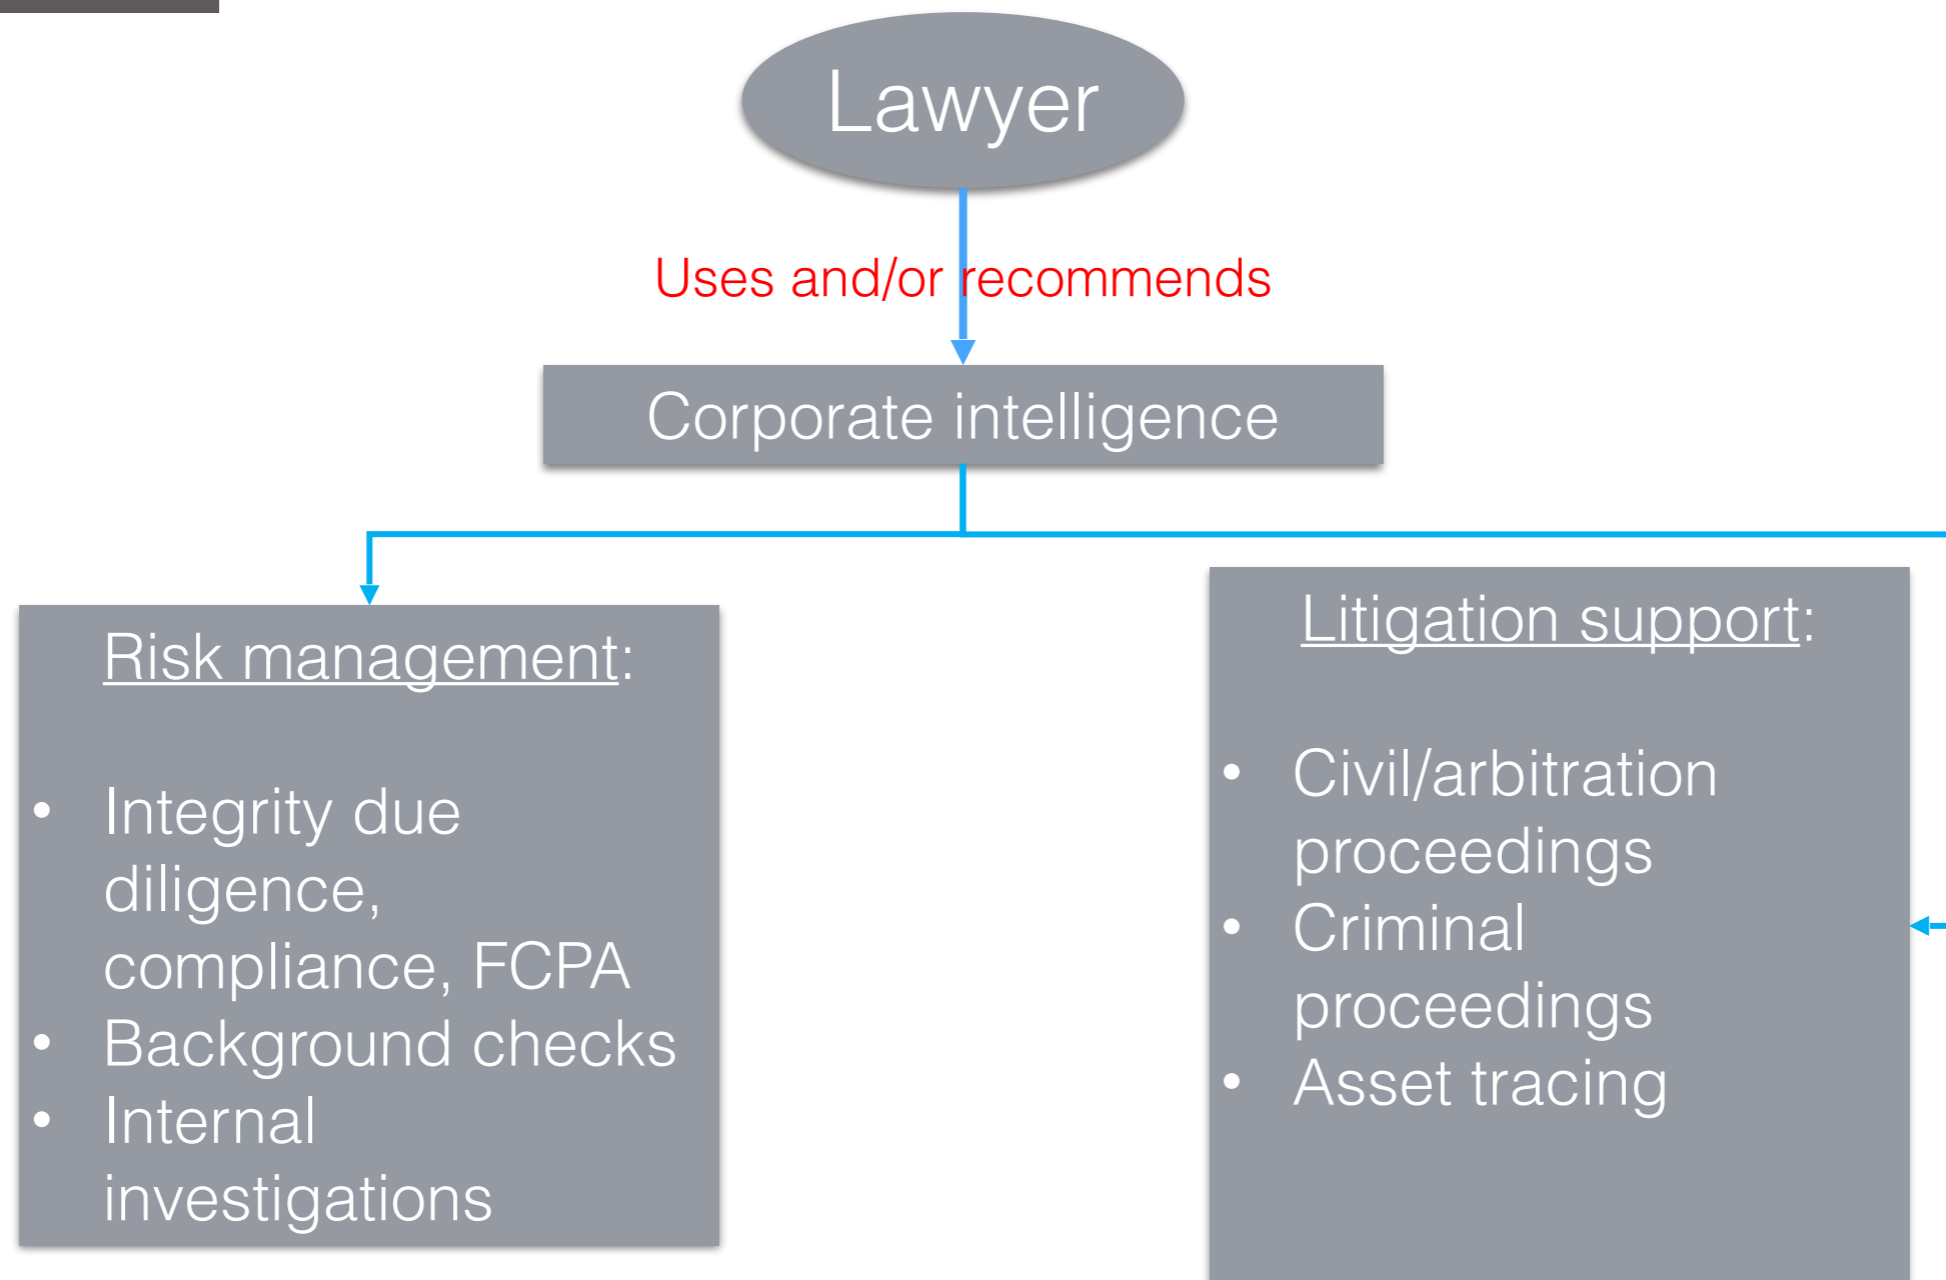 Lawyer
Uses and/or recommends
Corporate intelligence
Risk management:
• Integrity due
diligence,
compliance, FCPA
• Background checks
• Internal
investigations
Litigation support:
• Civil/arbitration
proceedings
• Criminal
proceedings
• Asset tracing